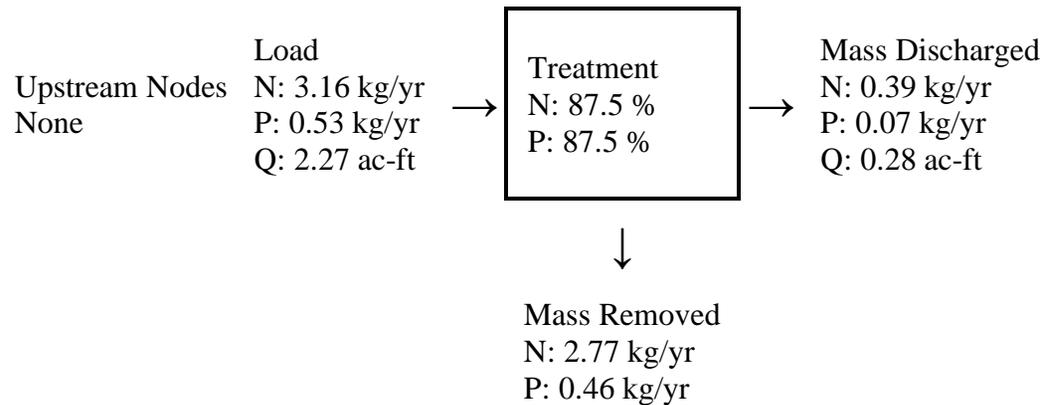 Upstream Nodes
None
Load
N: 3.16 kg/yr
P: 0.53 kg/yr
Q: 2.27 ac-ft
→
Treatment
N: 87.5 %
P: 87.5 %
→
Mass Discharged
N: 0.39 kg/yr
P: 0.07 kg/yr
Q: 0.28 ac-ft
↓
Mass Removed
N: 2.77 kg/yr
P: 0.46 kg/yr